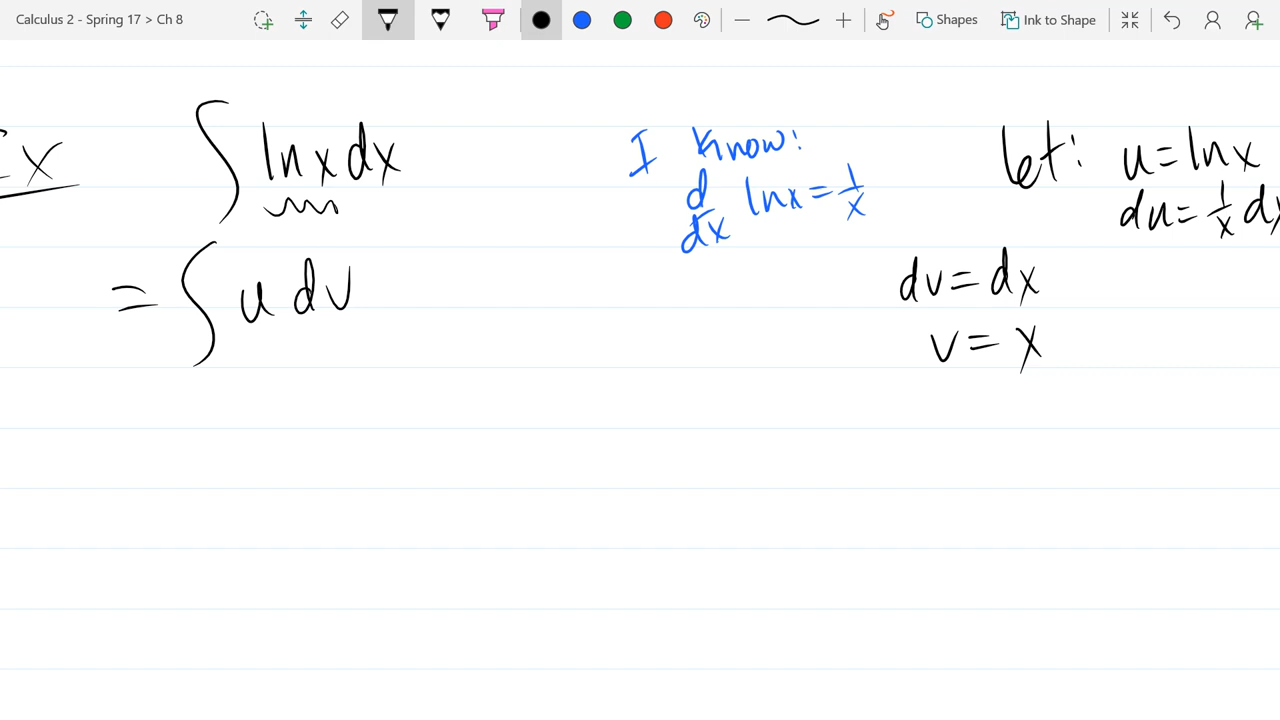 Calculus 2 - Spring 17 > Ch 8
Shapes
Ink to Shape
Ex
∫ ln x dx
= ∫ u dv
I know:
d/dx ln x = 1/x
let: u = ln x
du = 1/x dx
dv = dx
v = x